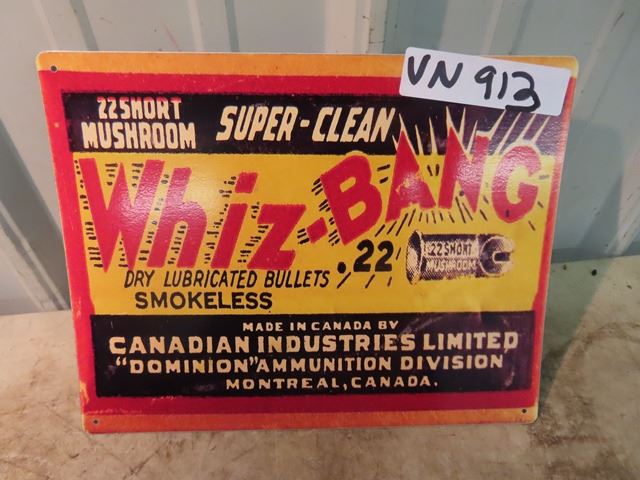 VN 913
22 SHORT
MUSHROOM
SUPER-CLEAN
Whiz-BANG
DRY LUBRICATED BULLETS
SMOKELESS
.22
22 SHORT
MUSHROOM
MADE IN CANADA BY
CANADIAN INDUSTRIES LIMITED
"DOMINION" AMMUNITION DIVISION
MONTREAL, CANADA.